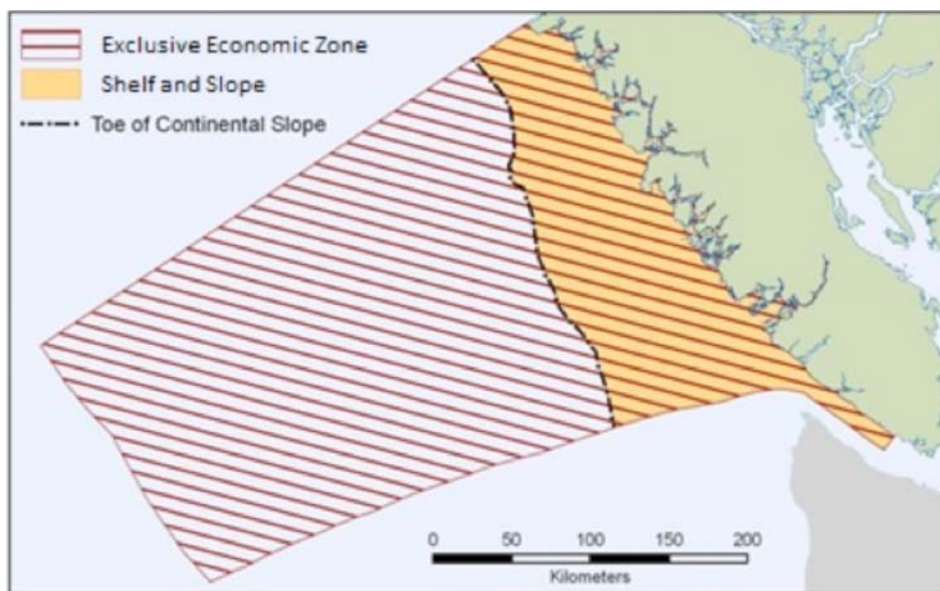 Exclusive Economic Zone
Shelf and Slope
Toe of Continental Slope
0 50 100 150 200
Kilometers